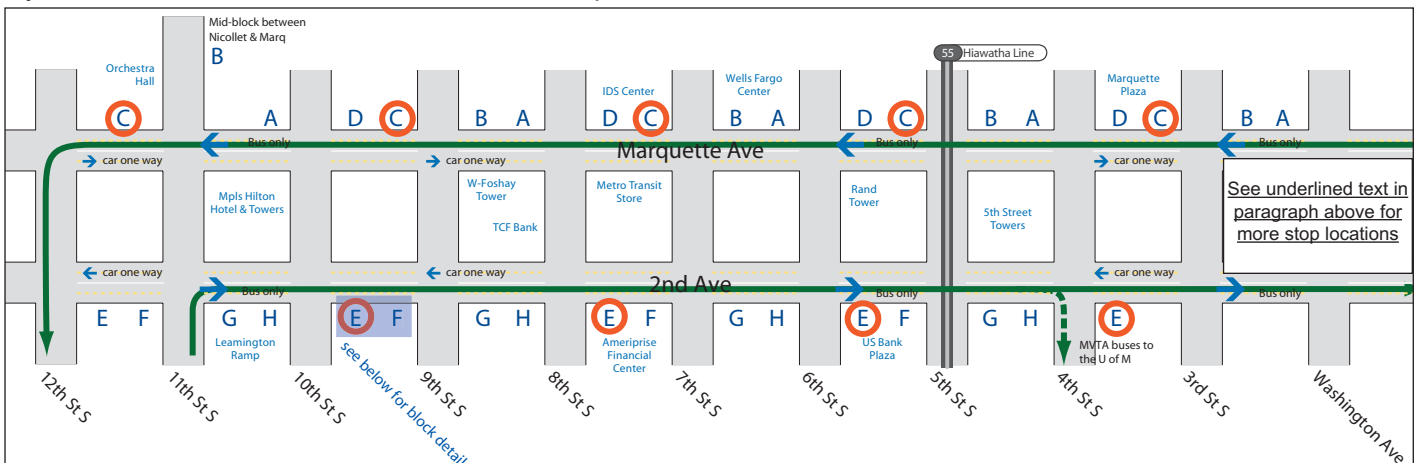 Mid-block between
Nicollet & Marq
B
55 Hiawatha Line
Orchestra
Hall
IDS Center
Wells Fargo
Center
Marquette
Plaza
C A D C B A D C B A D C D C B A
Bus only Bus only Bus only Bus only
Marquette Ave
car one way car one way car one way
Mpls Hilton
Hotel & Towers
W-Foshay
Tower
TCF Bank
Metro Transit
Store
Rand
Tower
5th Street
Towers
See underlined text in
paragraph above for
more stop locations
car one way car one way car one way
2nd Ave
Bus only Bus only Bus only
E F G H E F G H E F G H E F G H E
Leamington
Ramp
Ameriprise
Financial
Center
US Bank
Plaza
MVTA buses to
the U of M
see below for block detail
12th St S
11th St S
10th St S
9th St S
8th St S
7th St S
6th St S
5th St S
4th St S
3rd St S
Washington Ave